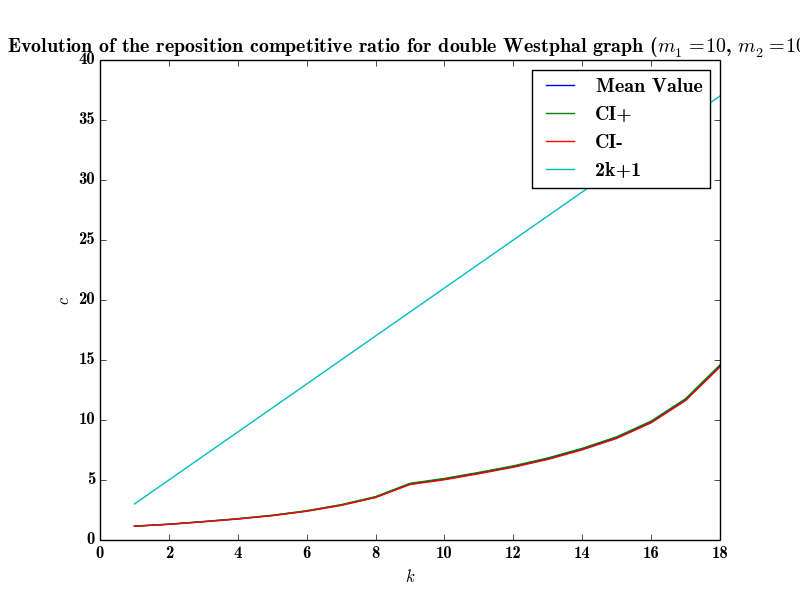 Evolution of the reposition competitive ratio for double Westphal graph (m₁ =10, m₂ =10
40
35
30
25
20
15
10
5
0
c
Mean Value
CI+
CI-
2k+1
0 2 4 6 8 10 12 14 16 18
k